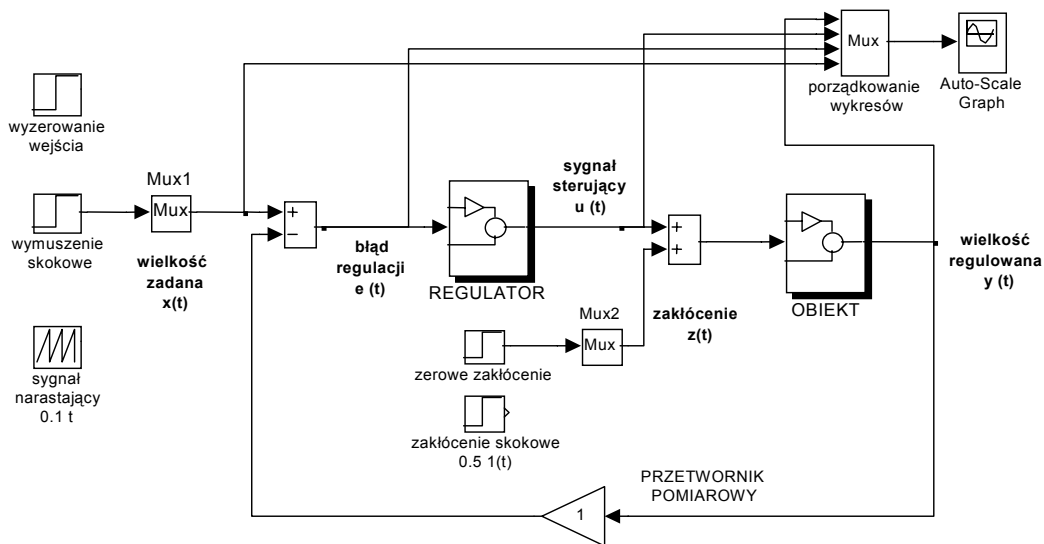 Mux
porządkowanie
wykresów
Auto-Scale
Graph
wyzerowanie
wejścia
Mux1
Mux
wymuszenie
skokowe
wielkość
zadana
x(t)
+
−
błąd
regulacji
e (t)
REGULATOR
sygnał
sterujący
u (t)
+
+
OBIEKT
wielkość
regulowana
y (t)
zakłócenie
z(t)
Mux2
Mux
zerowe zakłócenie
sygnał
narastający
0.1 t
zakłócenie skokowe
0.5 1(t)
PRZETWORNIK
POMIAROWY
1